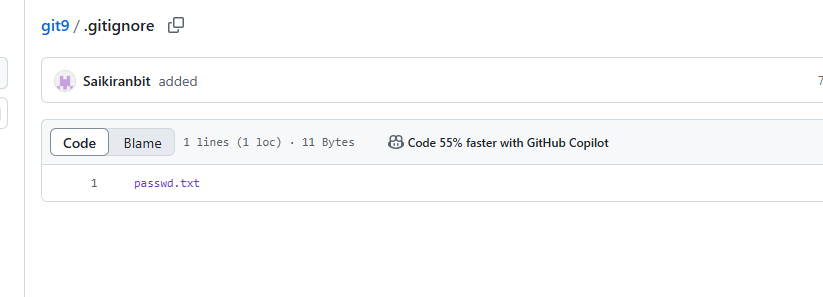 git9 / .gitignore
Saikiranbit added
Code Blame 1 lines (1 loc) · 11 Bytes Code 55% faster with GitHub Copilot
1 passwd.txt